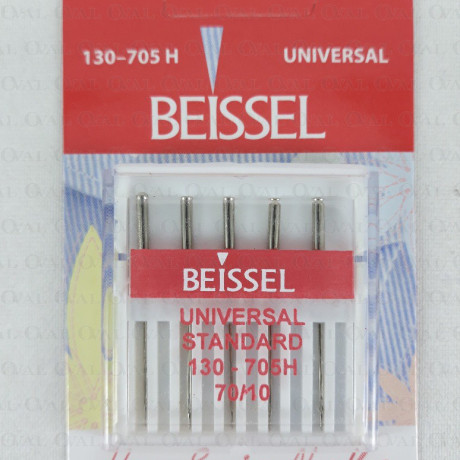 130-705 H UNIVERSAL
BEISSEL
BEISSEL
UNIVERSAL
STANDARD
130 - 705H
70/10